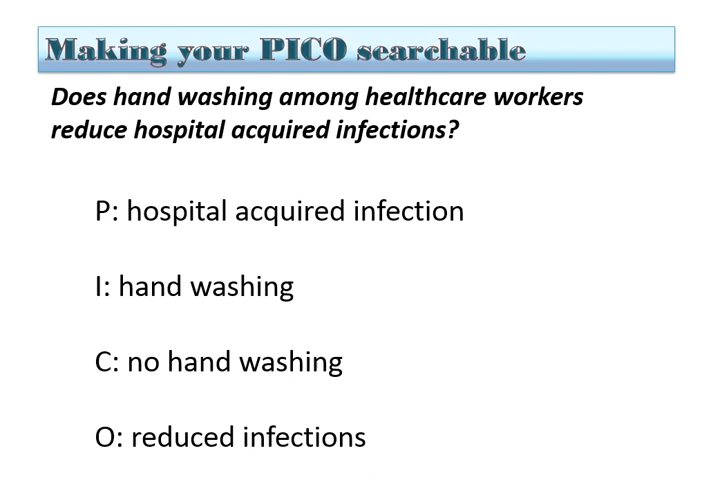 Making your PICO searchable
Does hand washing among healthcare workers
reduce hospital acquired infections?
P: hospital acquired infection
I: hand washing
C: no hand washing
O: reduced infections